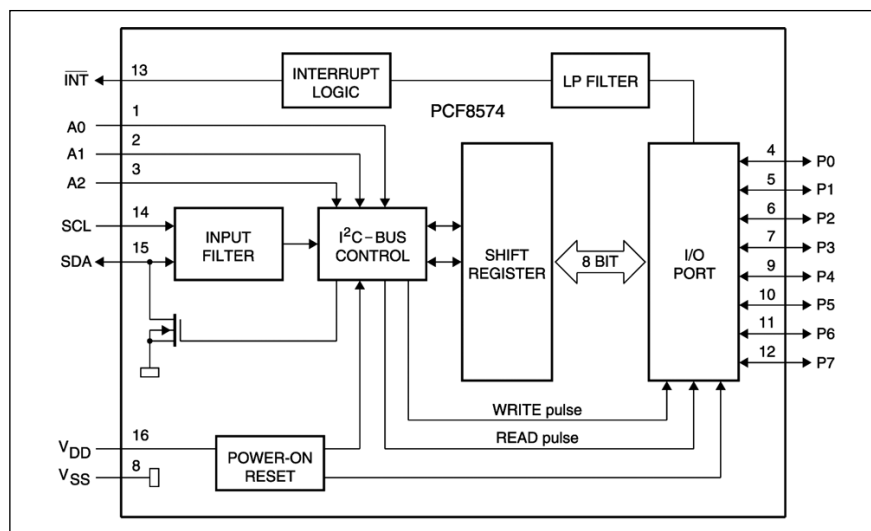 INT
13
INTERRUPT
LOGIC
LP FILTER
PCF8574
A0
1
A1
2
A2
3
SCL
14
SDA
15
INPUT
FILTER
I²C – BUS
CONTROL
SHIFT
REGISTER
8 BIT
I/O
PORT
4
P0
5
P1
6
P2
7
P3
9
P4
10
P5
11
P6
12
P7
WRITE pulse
READ pulse
VDD
16
VSS
8
POWER-ON
RESET